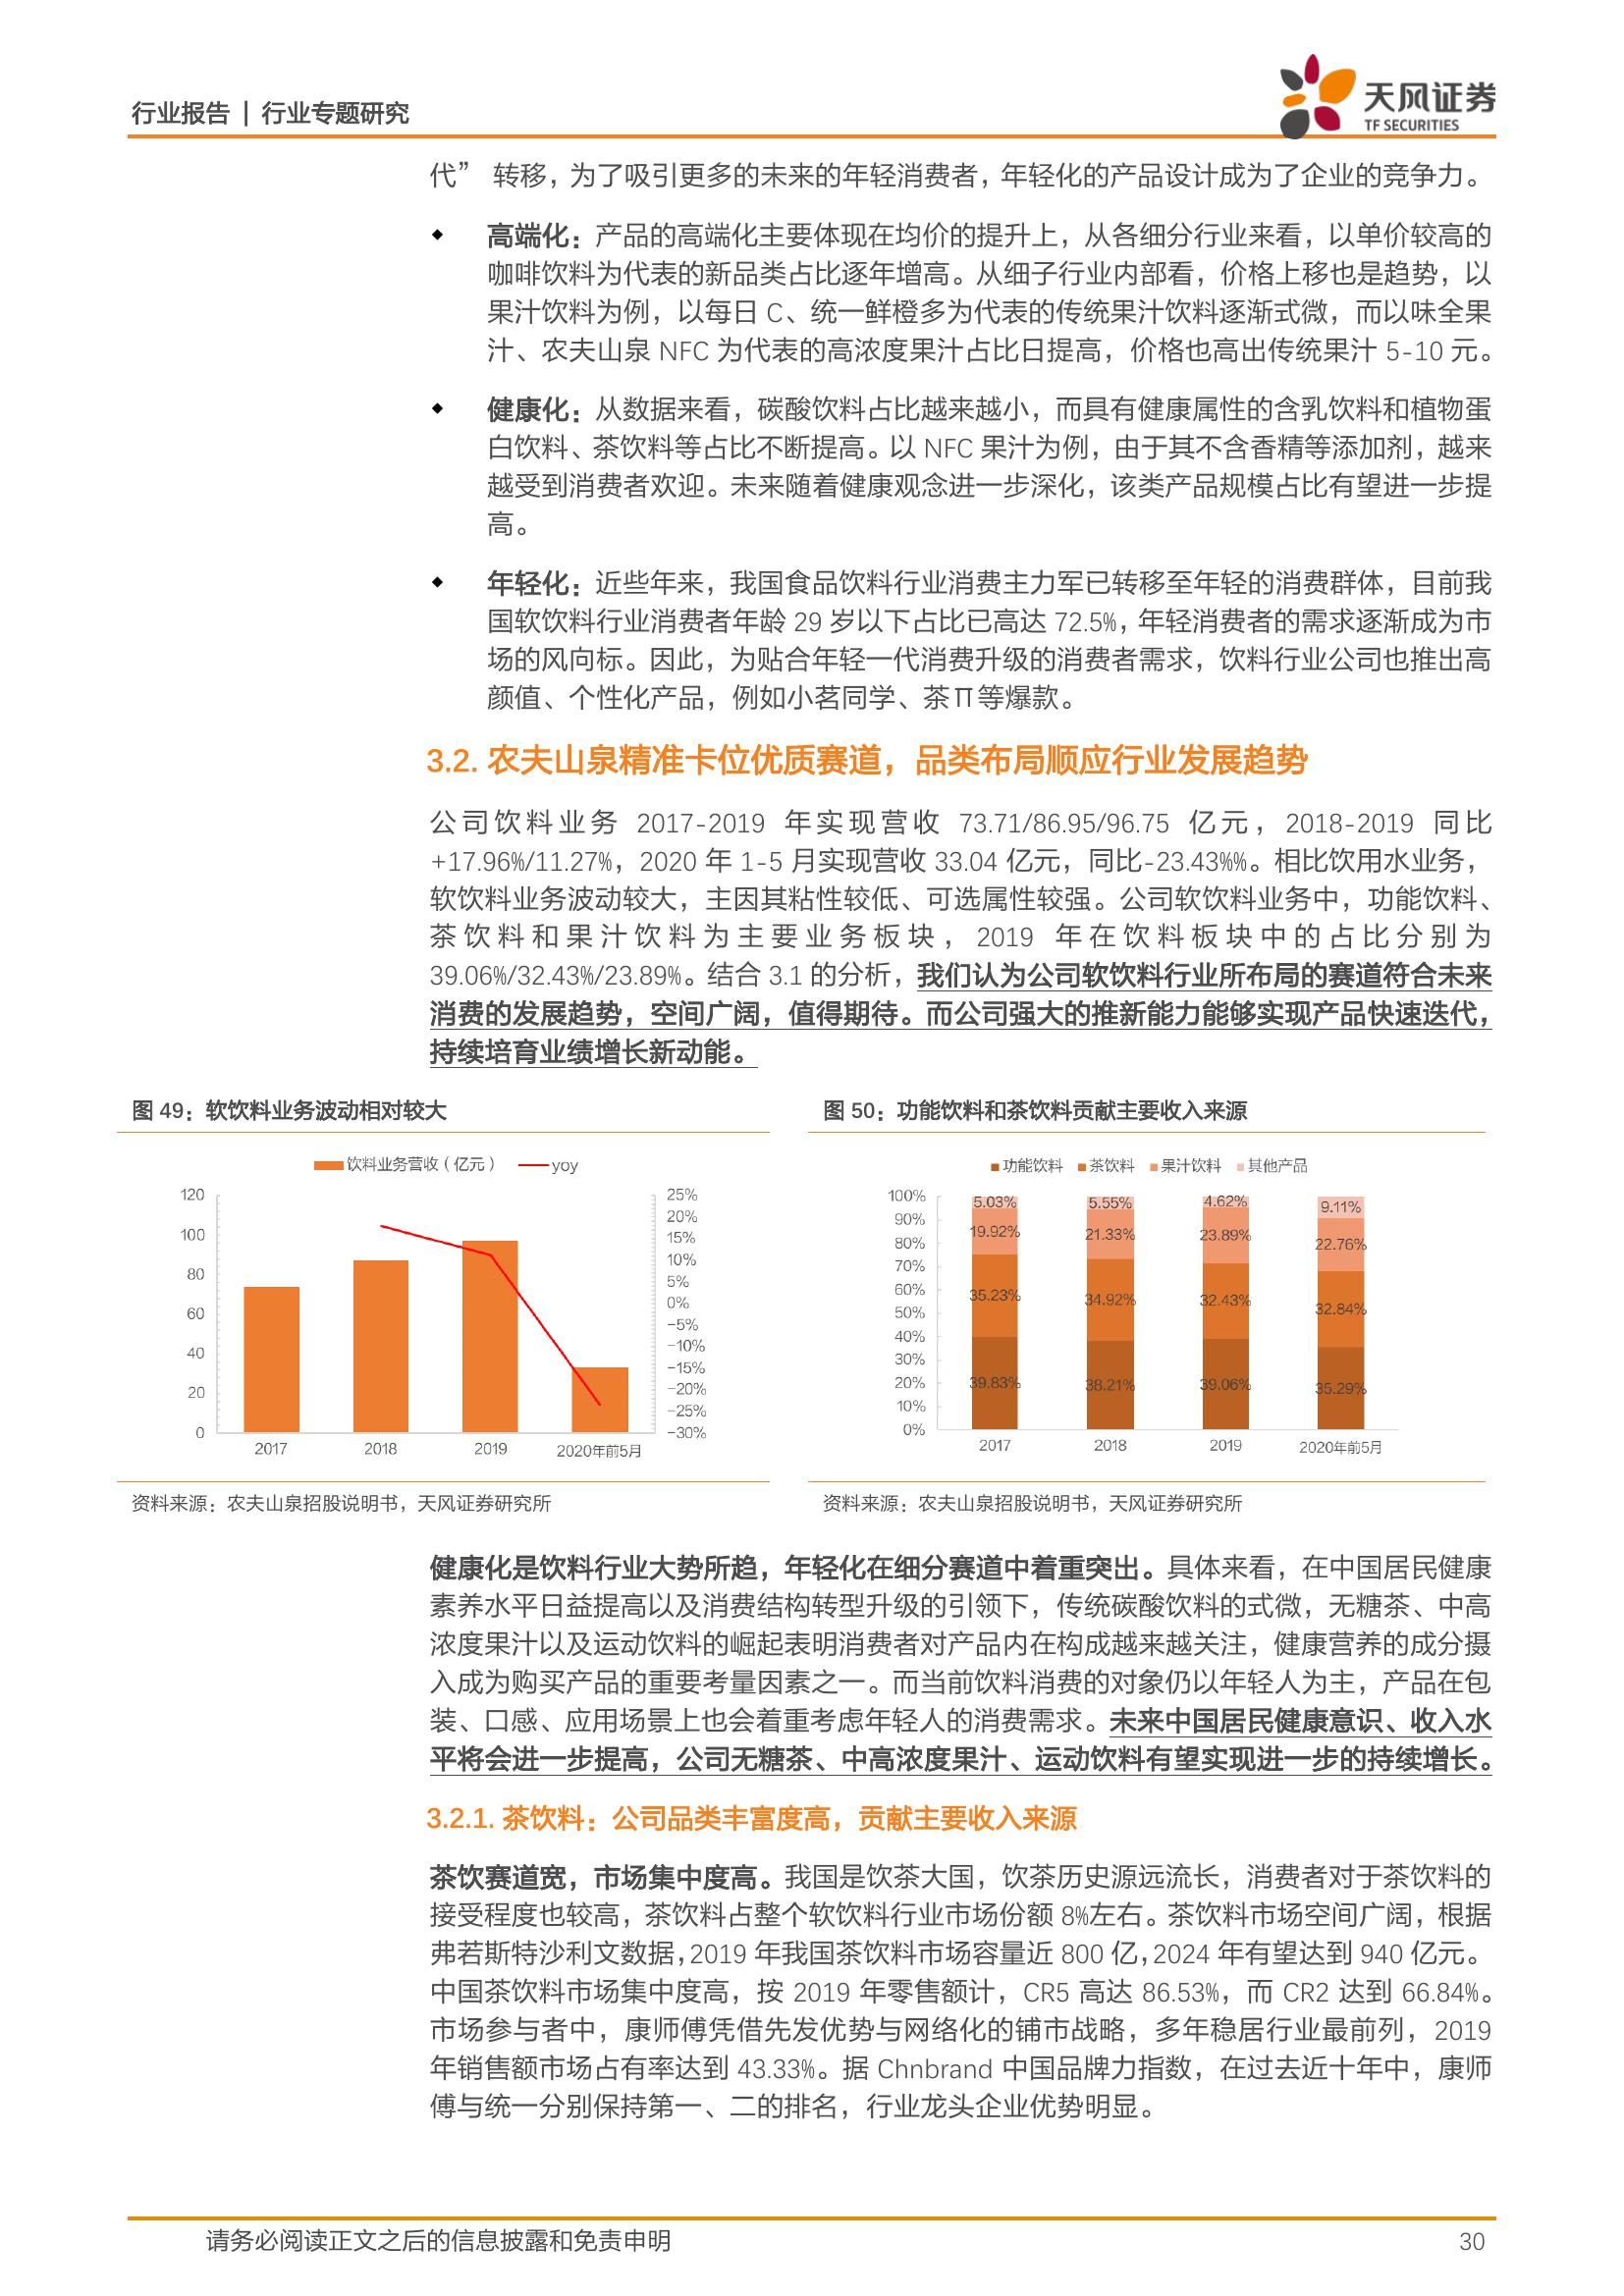 行业报告 | 行业专题研究
天风证券
TF SECURITIES
代” 转移，为了吸引更多的未来的年轻消费者，年轻化的产品设计成为了企业的竞争力。
◆ 高端化：产品的高端化主要体现在均价的提升上，从各细分行业来看，以单价较高的
咖啡饮料为代表的新品类占比逐年增高。从细子行业内部看，价格上移也是趋势，以
果汁饮料为例，以每日 C、统一鲜橙多为代表的传统果汁饮料逐渐式微，而以味全果
汁、农夫山泉 NFC 为代表的高浓度果汁占比日提高，价格也高出传统果汁 5-10 元。
◆ 健康化：从数据来看，碳酸饮料占比越来越小，而具有健康属性的含乳饮料和植物蛋
白饮料、茶饮料等占比不断提高。以 NFC 果汁为例，由于其不含香精等添加剂，越来
越受到消费者欢迎。未来随着健康观念进一步深化，该类产品规模占比有望进一步提
高。
◆ 年轻化：近些年来，我国食品饮料行业消费主力军已转移至年轻的消费群体，目前我
国软饮料行业消费者年龄 29 岁以下占比已高达 72.5%，年轻消费者的需求逐渐成为市
场的风向标。因此，为贴合年轻一代消费升级的消费者需求，饮料行业公司也推出高
颜值、个性化产品，例如小茗同学、茶π等爆款。
3.2. 农夫山泉精准卡位优质赛道，品类布局顺应行业发展趋势
公司饮料业务 2017-2019 年实现营收 73.71/86.95/96.75 亿元，2018-2019 同比
+17.96%/11.27%，2020 年 1-5 月实现营收 33.04 亿元，同比-23.43%%。相比饮用水业务，
软饮料业务波动较大，主因其粘性较低、可选属性较强。公司软饮料业务中，功能饮料、
茶饮料和果汁饮料为主要业务板块，2019 年在饮料板块中的占比分别为
39.06%/32.43%/23.89%。结合 3.1 的分析，我们认为公司软饮料行业所布局的赛道符合未来
消费的发展趋势，空间广阔，值得期待。而公司强大的推新能力能够实现产品快速迭代，
持续培育业绩增长新动能。
图 49：软饮料业务波动相对较大
饮料业务营收（亿元） yoy
120
100
80
60
40
20
0
25%
20%
15%
10%
5%
0%
-5%
-10%
-15%
-20%
-25%
-30%
2017 2018 2019 2020年前5月
资料来源：农夫山泉招股说明书，天风证券研究所
图 50：功能饮料和茶饮料贡献主要收入来源
功能饮料 茶饮料 果汁饮料 其他产品
100%
90%
80%
70%
60%
50%
40%
30%
20%
10%
0%
5.03% 5.55% 4.62% 9.11%
19.92% 21.33% 23.89% 22.76%
35.23% 34.92% 32.43% 32.84%
39.83% 38.21% 39.06% 35.29%
2017 2018 2019 2020年前5月
资料来源：农夫山泉招股说明书，天风证券研究所
健康化是饮料行业大势所趋，年轻化在细分赛道中着重突出。具体来看，在中国居民健康
素养水平日益提高以及消费结构转型升级的引领下，传统碳酸饮料的式微，无糖茶、中高
浓度果汁以及运动饮料的崛起表明消费者对产品内在构成越来越关注，健康营养的成分摄
入成为购买产品的重要考量因素之一。而当前饮料消费的对象仍以年轻人为主，产品在包
装、口感、应用场景上也会着重考虑年轻人的消费需求。未来中国居民健康意识、收入水
平将会进一步提高，公司无糖茶、中高浓度果汁、运动饮料有望实现进一步的持续增长。
3.2.1. 茶饮料：公司品类丰富度高，贡献主要收入来源
茶饮赛道宽，市场集中度高。我国是饮茶大国，饮茶历史源远流长，消费者对于茶饮料的
接受程度也较高，茶饮料占整个软饮料行业市场份额 8%左右。茶饮料市场空间广阔，根据
弗若斯特沙利文数据，2019 年我国茶饮料市场容量近 800 亿，2024 年有望达到 940 亿元。
中国茶饮料市场集中度高，按 2019 年零售额计，CR5 高达 86.53%，而 CR2 达到 66.84%。
市场参与者中，康师傅凭借先发优势与网络化的铺市战略，多年稳居行业最前列，2019
年销售额市场占有率达到 43.33%。据 Chnbrand 中国品牌力指数，在过去近十年中，康师
傅与统一分别保持第一、二的排名，行业龙头企业优势明显。
请务必阅读正文之后的信息披露和免责申明 30